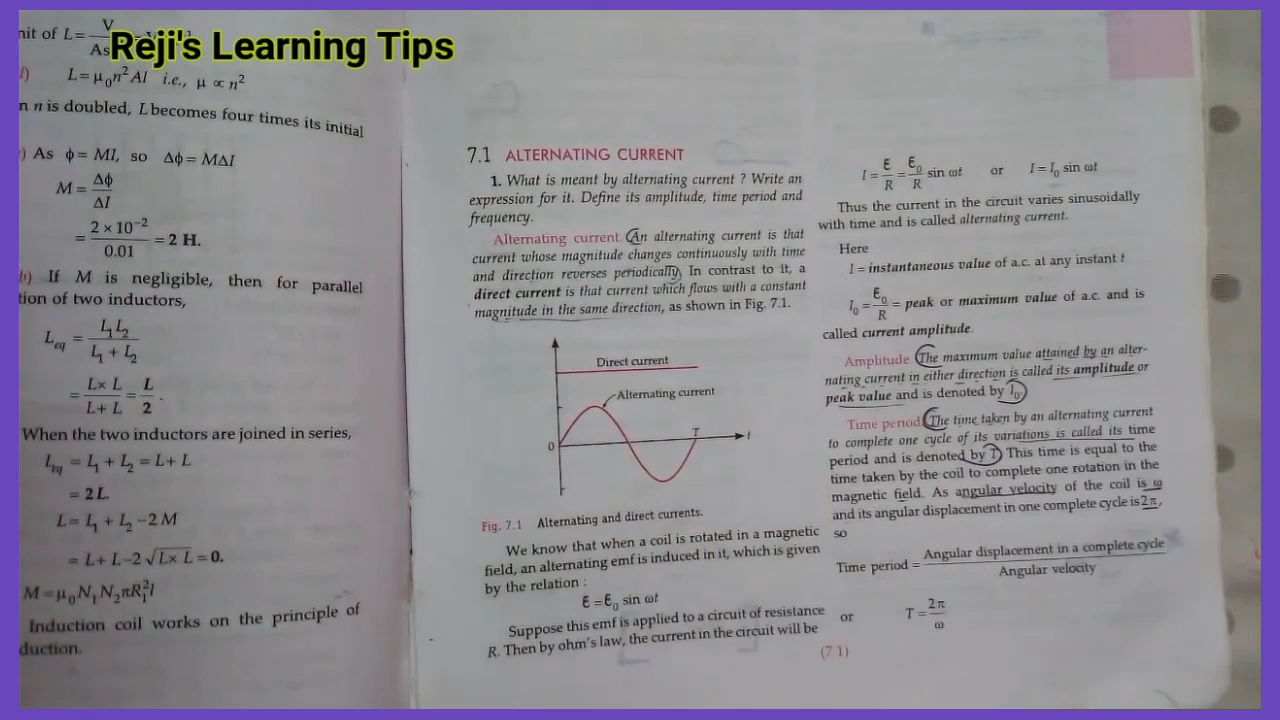 Reji's Learning Tips
nit of L = V
As
L = μ₀n²Al i.e., μ ∝ n²
n n is doubled, L becomes four times its initial
) As φ = MI, so Δφ = MΔI
M = Δφ / ΔI
= 2 × 10⁻² / 0.01 = 2 H.
b) If M is negligible, then for parallel
tion of two inductors,
L_eq = L₁ L₂ / L₁ + L₂
= L × L / L + L = L / 2 .
When the two inductors are joined in series,
L_eq = L₁ + L₂ = L + L
= 2 L.
L = L₁ + L₂ − 2 M
= L + L − 2 √L × L = 0.
M = μ₀ N₁ N₂ πR₁² l
Induction coil works on the principle of
duction.
7.1 ALTERNATING CURRENT
1. What is meant by alternating current ? Write an
expression for it. Define its amplitude, time period and
frequency.
Alternating current. An alternating current is that
current whose magnitude changes continuously with time
and direction reverses periodically. In contrast to it, a
direct current is that current which flows with a constant
magnitude in the same direction, as shown in Fig. 7.1.
Direct current
Alternating current
0
T
t
Fig. 7.1 Alternating and direct currents.
We know that when a coil is rotated in a magnetic
field, an alternating emf is induced in it, which is given
by the relation :
ℰ = ℰ₀ sin ωt
Suppose this emf is applied to a circuit of resistance
R. Then by ohm's law, the current in the circuit will be
I = ℰ / R = ℰ₀ / R sin ωt or I = I₀ sin ωt
Thus the current in the circuit varies sinusoidally
with time and is called alternating current.
Here
I = instantaneous value of a.c. at any instant t
I₀ = ℰ₀ / R = peak or maximum value of a.c. and is
called current amplitude.
Amplitude The maximum value attained by an alter-
nating current in either direction is called its amplitude or
peak value and is denoted by I₀.
Time period The time taken by an alternating current
to complete one cycle of its variations is called its time
period and is denoted by T. This time is equal to the
time taken by the coil to complete one rotation in the
magnetic field. As angular velocity of the coil is ω
and its angular displacement in one complete cycle is 2π,
so
Time period = Angular displacement in a complete cycle / Angular velocity
or T = 2π / ω
(7 1)